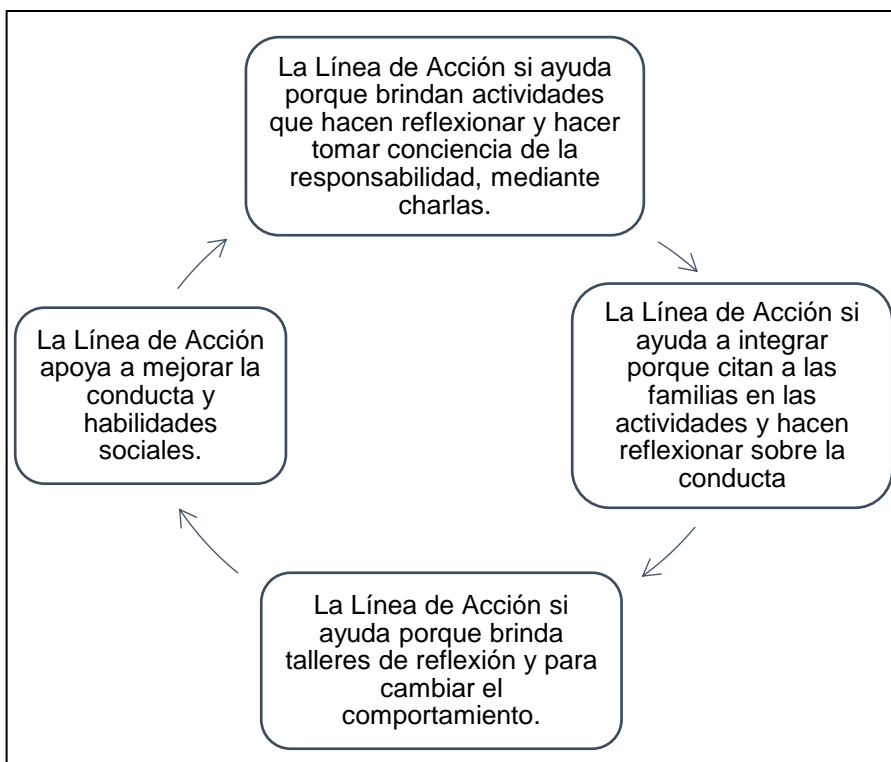 La Línea de Acción si ayuda
porque brindan actividades
que hacen reflexionar y hacer
tomar conciencia de la
responsabilidad, mediante
charlas.
La Línea de Acción si
ayuda a integrar
porque citan a las
familias en las
actividades y hacen
reflexionar sobre la
conducta
La Línea de Acción si
ayuda porque brinda
talleres de reflexión y para
cambiar el
comportamiento.
La Línea de Acción
apoya a mejorar la
conducta y
habilidades
sociales.